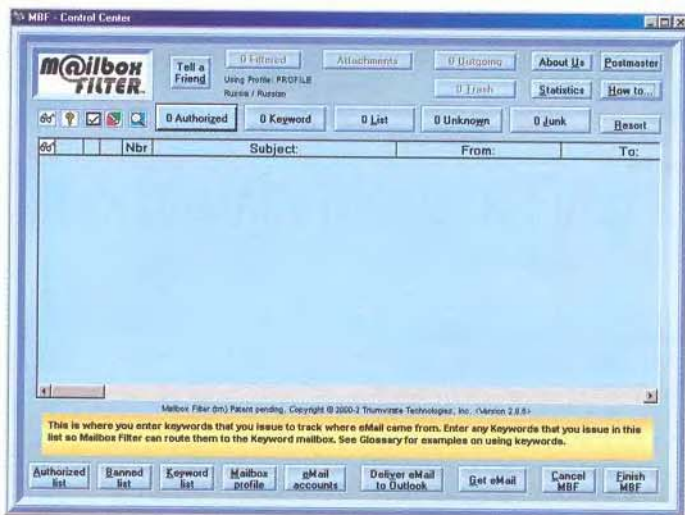 MBF - Control Center
M@ilbox FILTER™
Tell a Friend
0 Filtered
Attachments
0 Outgoing
About Us
Postmaster
Using Profile: PROFILE
Russia / Russian
0 Trash
Statistics
How to...
0 Authorized
0 Keyword
0 List
0 Unknown
0 Junk
Resort
Nbr
Subject:
From:
To:
Mailbox Filter (tm) Patent pending. Copyright © 2000-2 Triumvirate Technologies, Inc. <Version 2.8.6>
This is where you enter keywords that you issue to track where eMail came from. Enter any Keywords that you issue in this
list so Mailbox Filter can route them to the Keyword mailbox. See Glossary for examples on using keywords.
Authorized list
Banned list
Keyword list
Mailbox profile
eMail accounts
Deliver eMail to Outlook
Get eMail
Cancel MBF
Finish MBF